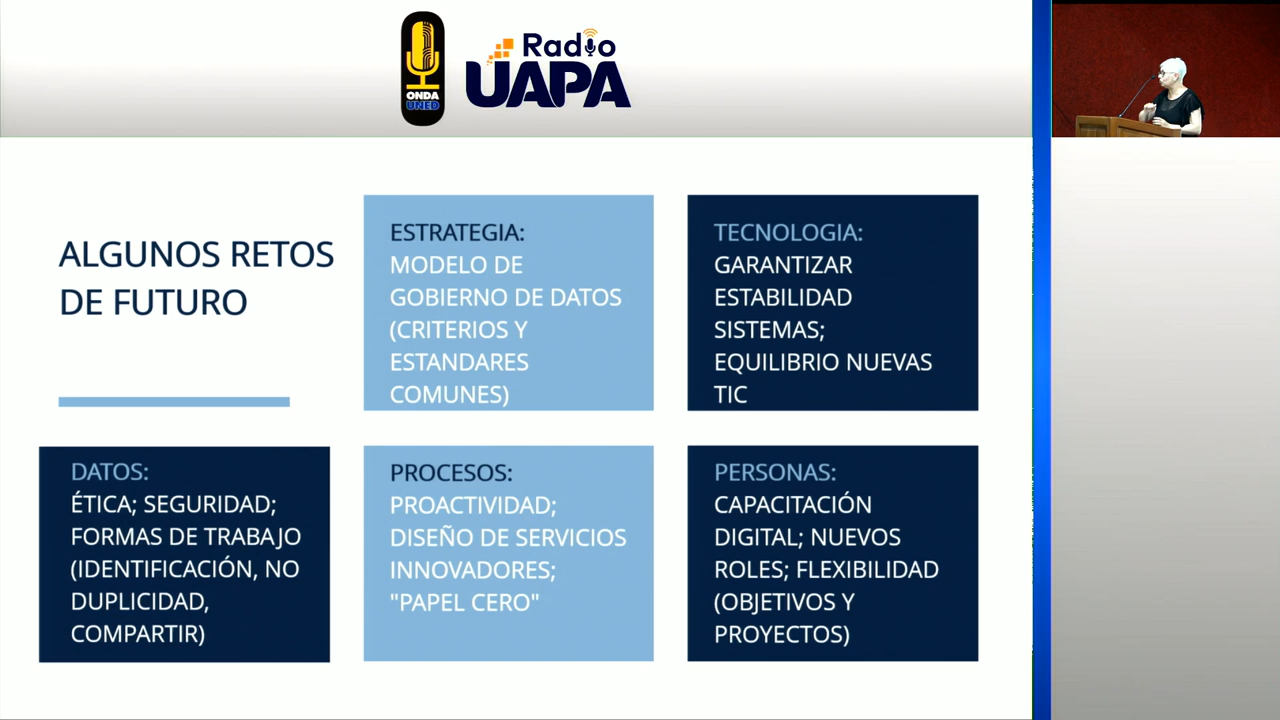 ONDA
UNED
Radio
UAPA
ALGUNOS RETOS
DE FUTURO
ESTRATEGIA:
MODELO DE
GOBIERNO DE DATOS
(CRITERIOS Y
ESTANDARES
COMUNES)
TECNOLOGIA:
GARANTIZAR
ESTABILIDAD
SISTEMAS;
EQUILIBRIO NUEVAS
TIC
DATOS:
ÉTICA; SEGURIDAD;
FORMAS DE TRABAJO
(IDENTIFICACIÓN, NO
DUPLICIDAD,
COMPARTIR)
PROCESOS:
PROACTIVIDAD;
DISEÑO DE SERVICIOS
INNOVADORES;
"PAPEL CERO"
PERSONAS:
CAPACITACIÓN
DIGITAL; NUEVOS
ROLES; FLEXIBILIDAD
(OBJETIVOS Y
PROYECTOS)